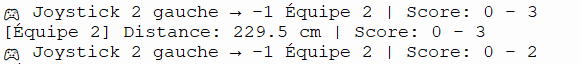 🎮 Joystick 2 gauche → -1 Équipe 2 | Score: 0 - 3
[Équipe 2] Distance: 229.5 cm | Score: 0 - 3
🎮 Joystick 2 gauche → -1 Équipe 2 | Score: 0 - 2